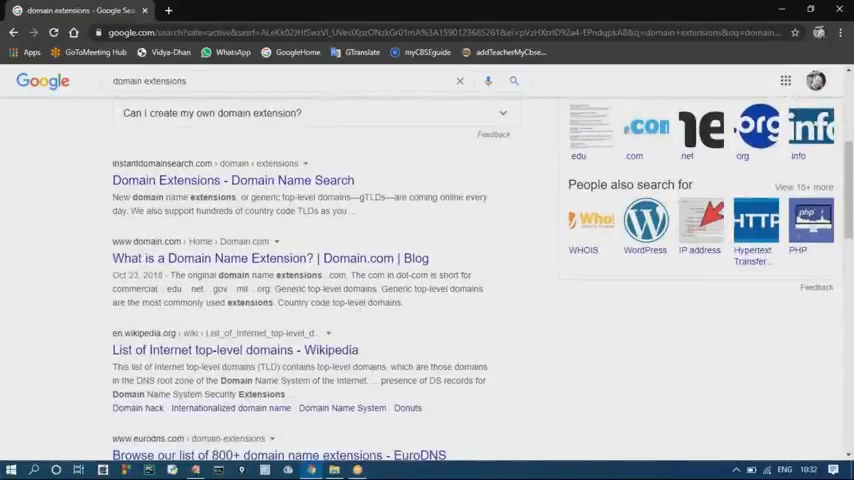 domain extensions - Google Sea
google.com/search?safe=active&sxsrf=
Apps GoToMeeting Hub Vidya-Dhan WhatsApp GoogleHome GTranslate myCBSEguide addTeacherMyCbse...
Google domain extensions
Can I create my own domain extension?
Feedback
instantdomainsearch.com › domain › extensions
Domain Extensions - Domain Name Search
New domain name extensions or generic top-level domains—gTLDs—are coming online every
day. We also support hundreds of country code TLDs as you ...
www.domain.com › Home › Domain.com
What is a Domain Name Extension? | Domain.com | Blog
Oct 23, 2018 - The original domain name extensions. .com. The com in dot-com is short for
commercial. .edu .net .gov .mil .org. Generic top-level domains. Generic top-level domains
are the most commonly used extensions. Country code top-level domains.
en.wikipedia.org › wiki › List_of_Internet_top-level_d...
List of Internet top-level domains - Wikipedia
This list of Internet top-level domains (TLD) contains top-level domains, which are those domains
in the DNS root zone of the Domain Name System of the Internet. ... presence of DS records for
Domain Name System Security Extensions ...
Domain hack Internationalized domain name Domain Name System Donuts
www.eurodns.com › domain-extensions
Browse our list of 800+ domain name extensions - EuroDNS
.com ne .org info
.edu .com .net .org .info
People also search for View 15+ more
Whoi HTTP php
WHOIS WordPress IP address Hypertext PHP
Transfer...
Feedback
ENG 10:32